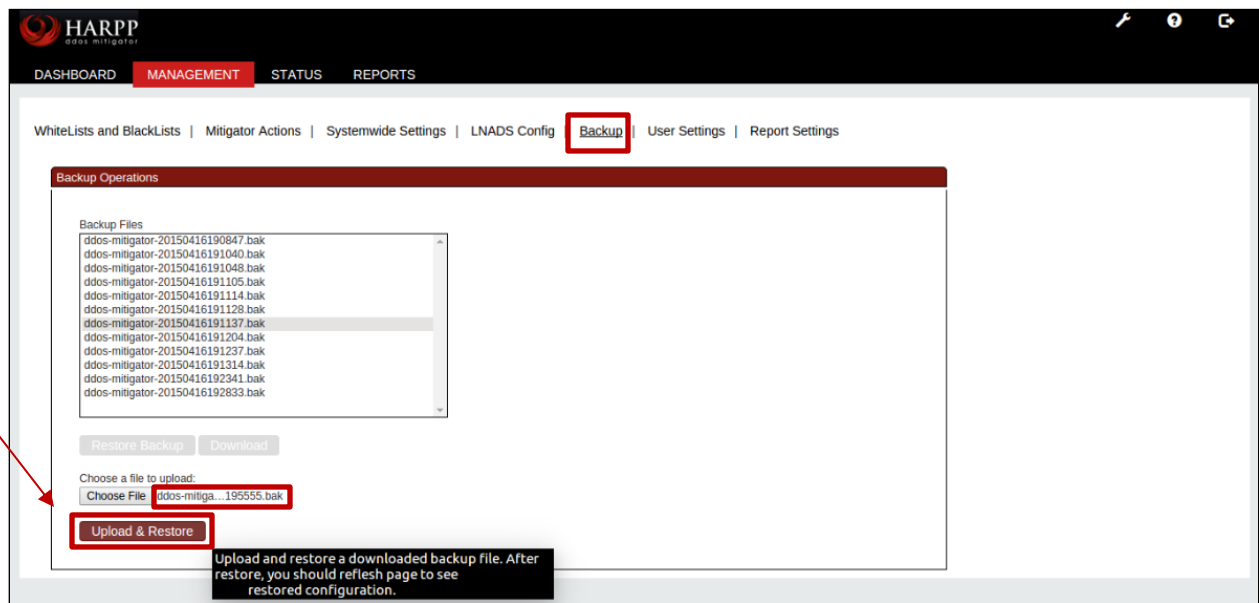 HARPP
ddos mitigator
DASHBOARD MANAGEMENT STATUS REPORTS
WhiteLists and BlackLists | Mitigator Actions | Systemwide Settings | LNADS Config | Backup | User Settings | Report Settings
Backup Operations
Backup Files
ddos-mitigator-20150416190847.bak
ddos-mitigator-20150416191040.bak
ddos-mitigator-20150416191048.bak
ddos-mitigator-20150416191105.bak
ddos-mitigator-20150416191114.bak
ddos-mitigator-20150416191128.bak
ddos-mitigator-20150416191137.bak
ddos-mitigator-20150416191204.bak
ddos-mitigator-20150416191237.bak
ddos-mitigator-20150416191314.bak
ddos-mitigator-20150416192341.bak
ddos-mitigator-20150416192833.bak
Restore Backup Download
Choose a file to upload:
Choose File ddos-mitiga...195555.bak
Upload & Restore
Upload and restore a downloaded backup file. After
restore, you should reflesh page to see
restored configuration.